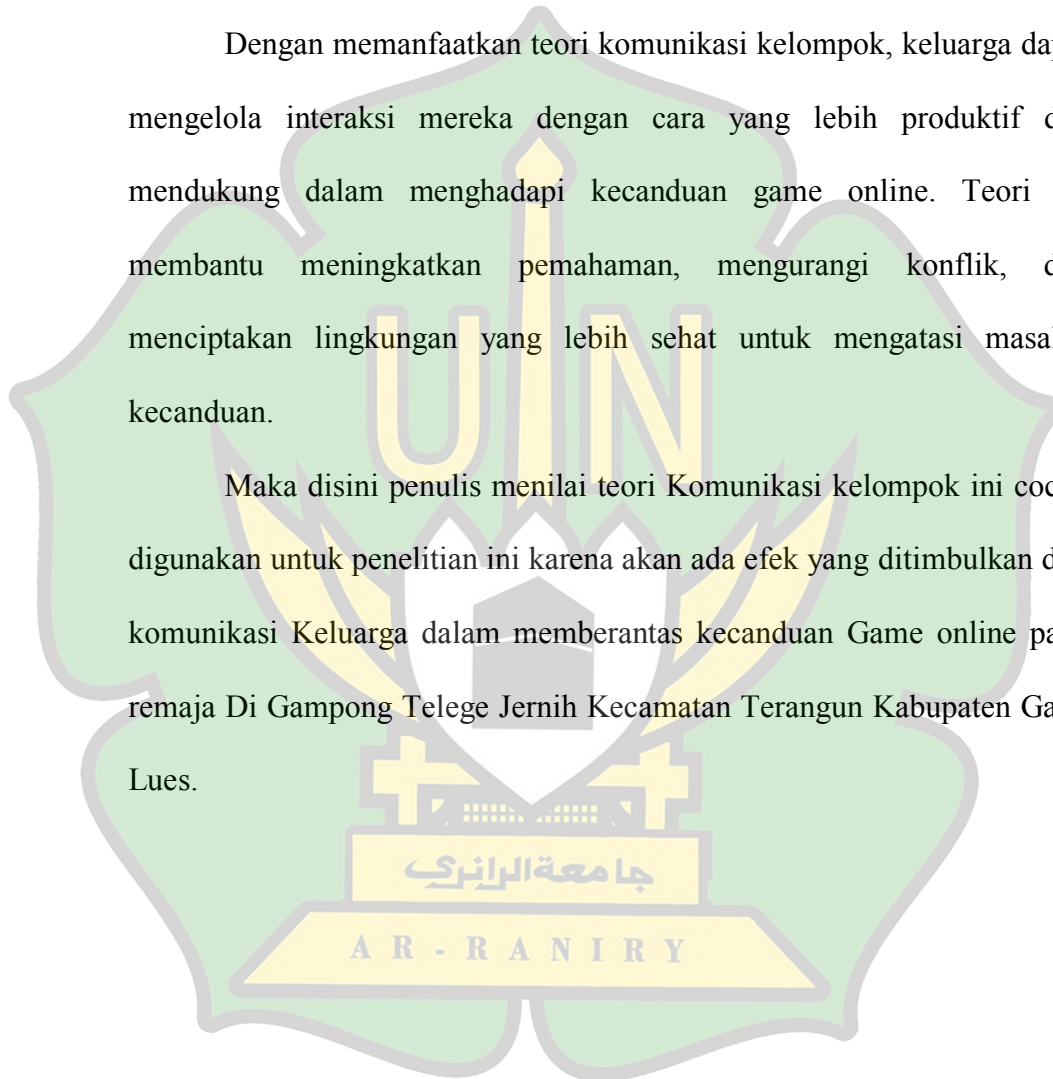 Dengan memanfaatkan teori komunikasi kelompok, keluarga
mengelola interaksi mereka dengan cara yang lebih produktif
mendukung dalam menghadapi kecanduan game online. Teori
membantu meningkatkan pemahaman, mengurangi konflik,
menciptakan lingkungan yang lebih sehat untuk mengatasi
kecanduan.
Maka disini penulis menilai teori Komunikasi kelompok ini
digunakan untuk penelitian ini karena akan ada efek yang ditimbulkan
komunikasi Keluarga dalam memberantas kecanduan Game online
remaja Di Gampong Telege Jernih Kecamatan Terangun Kabupaten
Lues.
UIN
جامعة الرانري
AR-RANIRY